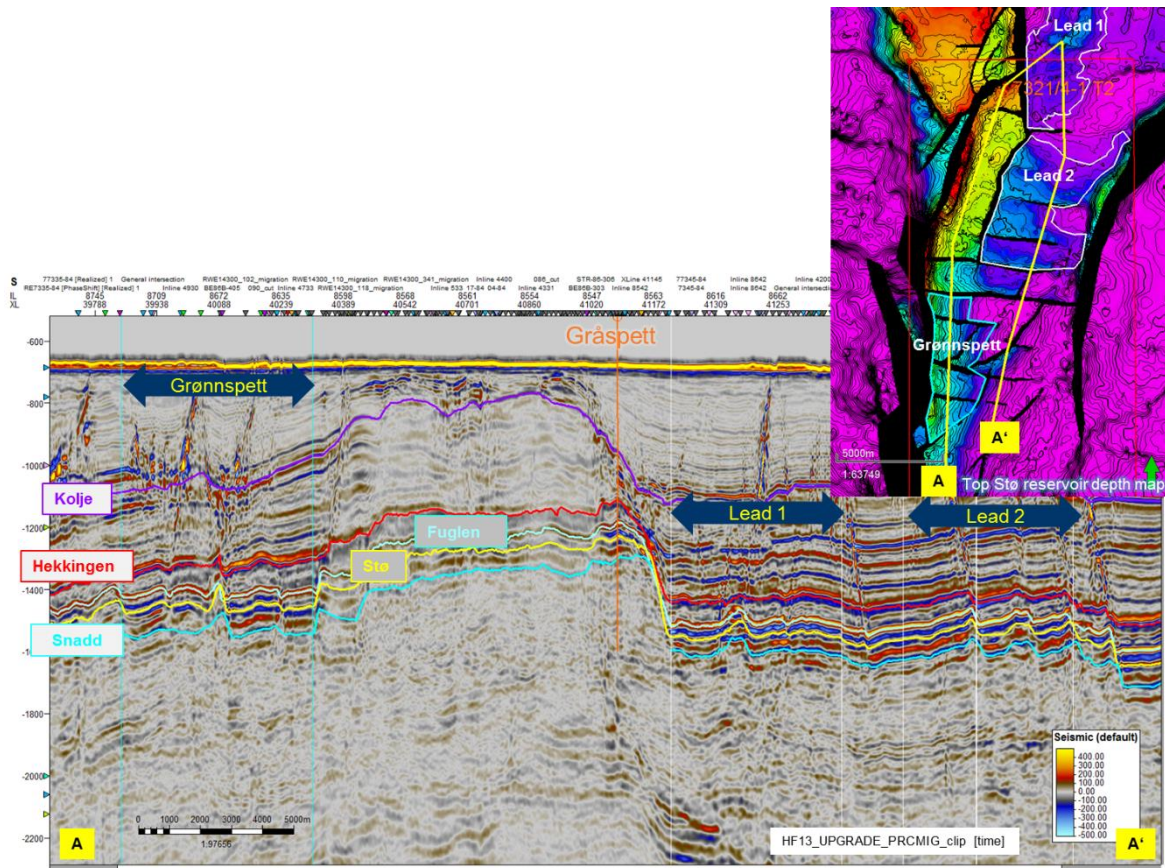 Lead 1
7321/4-1 T2
Lead 2
Grønnspett
A'
5000m
1:63749
A
Top Stø reservoir depth map
S
7733S-84 [Realized] 1 General intersection RWE14300_102_migration RWE14300_110_migration RWE14300_341_migration Inline 4400 086_cut STR-86-306 XLine 41145 77345-84 Inline 8542 Inline 4200
RE7335-84 [PhaseShift] [Realized] 1 Inline 4930 BE86B-405 090_cut Inline 4733 RWE14300_118_migration Inline 533 17-84 04-84 Inline 4331 BE86B-303 Inline 8542 7345-84 Inline 8642 General intersection
IL 8745 8709 8672 8635 8598 8568 8561 8554 8547 8563 8616 8662
XL 39788 39938 40088 40239 40389 40542 40701 40860 41020 41172 41309 41253
-600
-800
-1000
-1200
-1400
-1800
-2000
-2200
Gråspett
Grønnspett
Kolje
Lead 1
Lead 2
Fuglen
Hekkingen
Stø
Snadd
Seismic (default)
400.00
300.00
200.00
100.00
0.00
-100.00
-200.00
-300.00
-400.00
-500.00
0 1000 2000 3000 4000 5000m
1:97656
A
HF13_UPGRADE_PRCMIG_clip [time]
A'